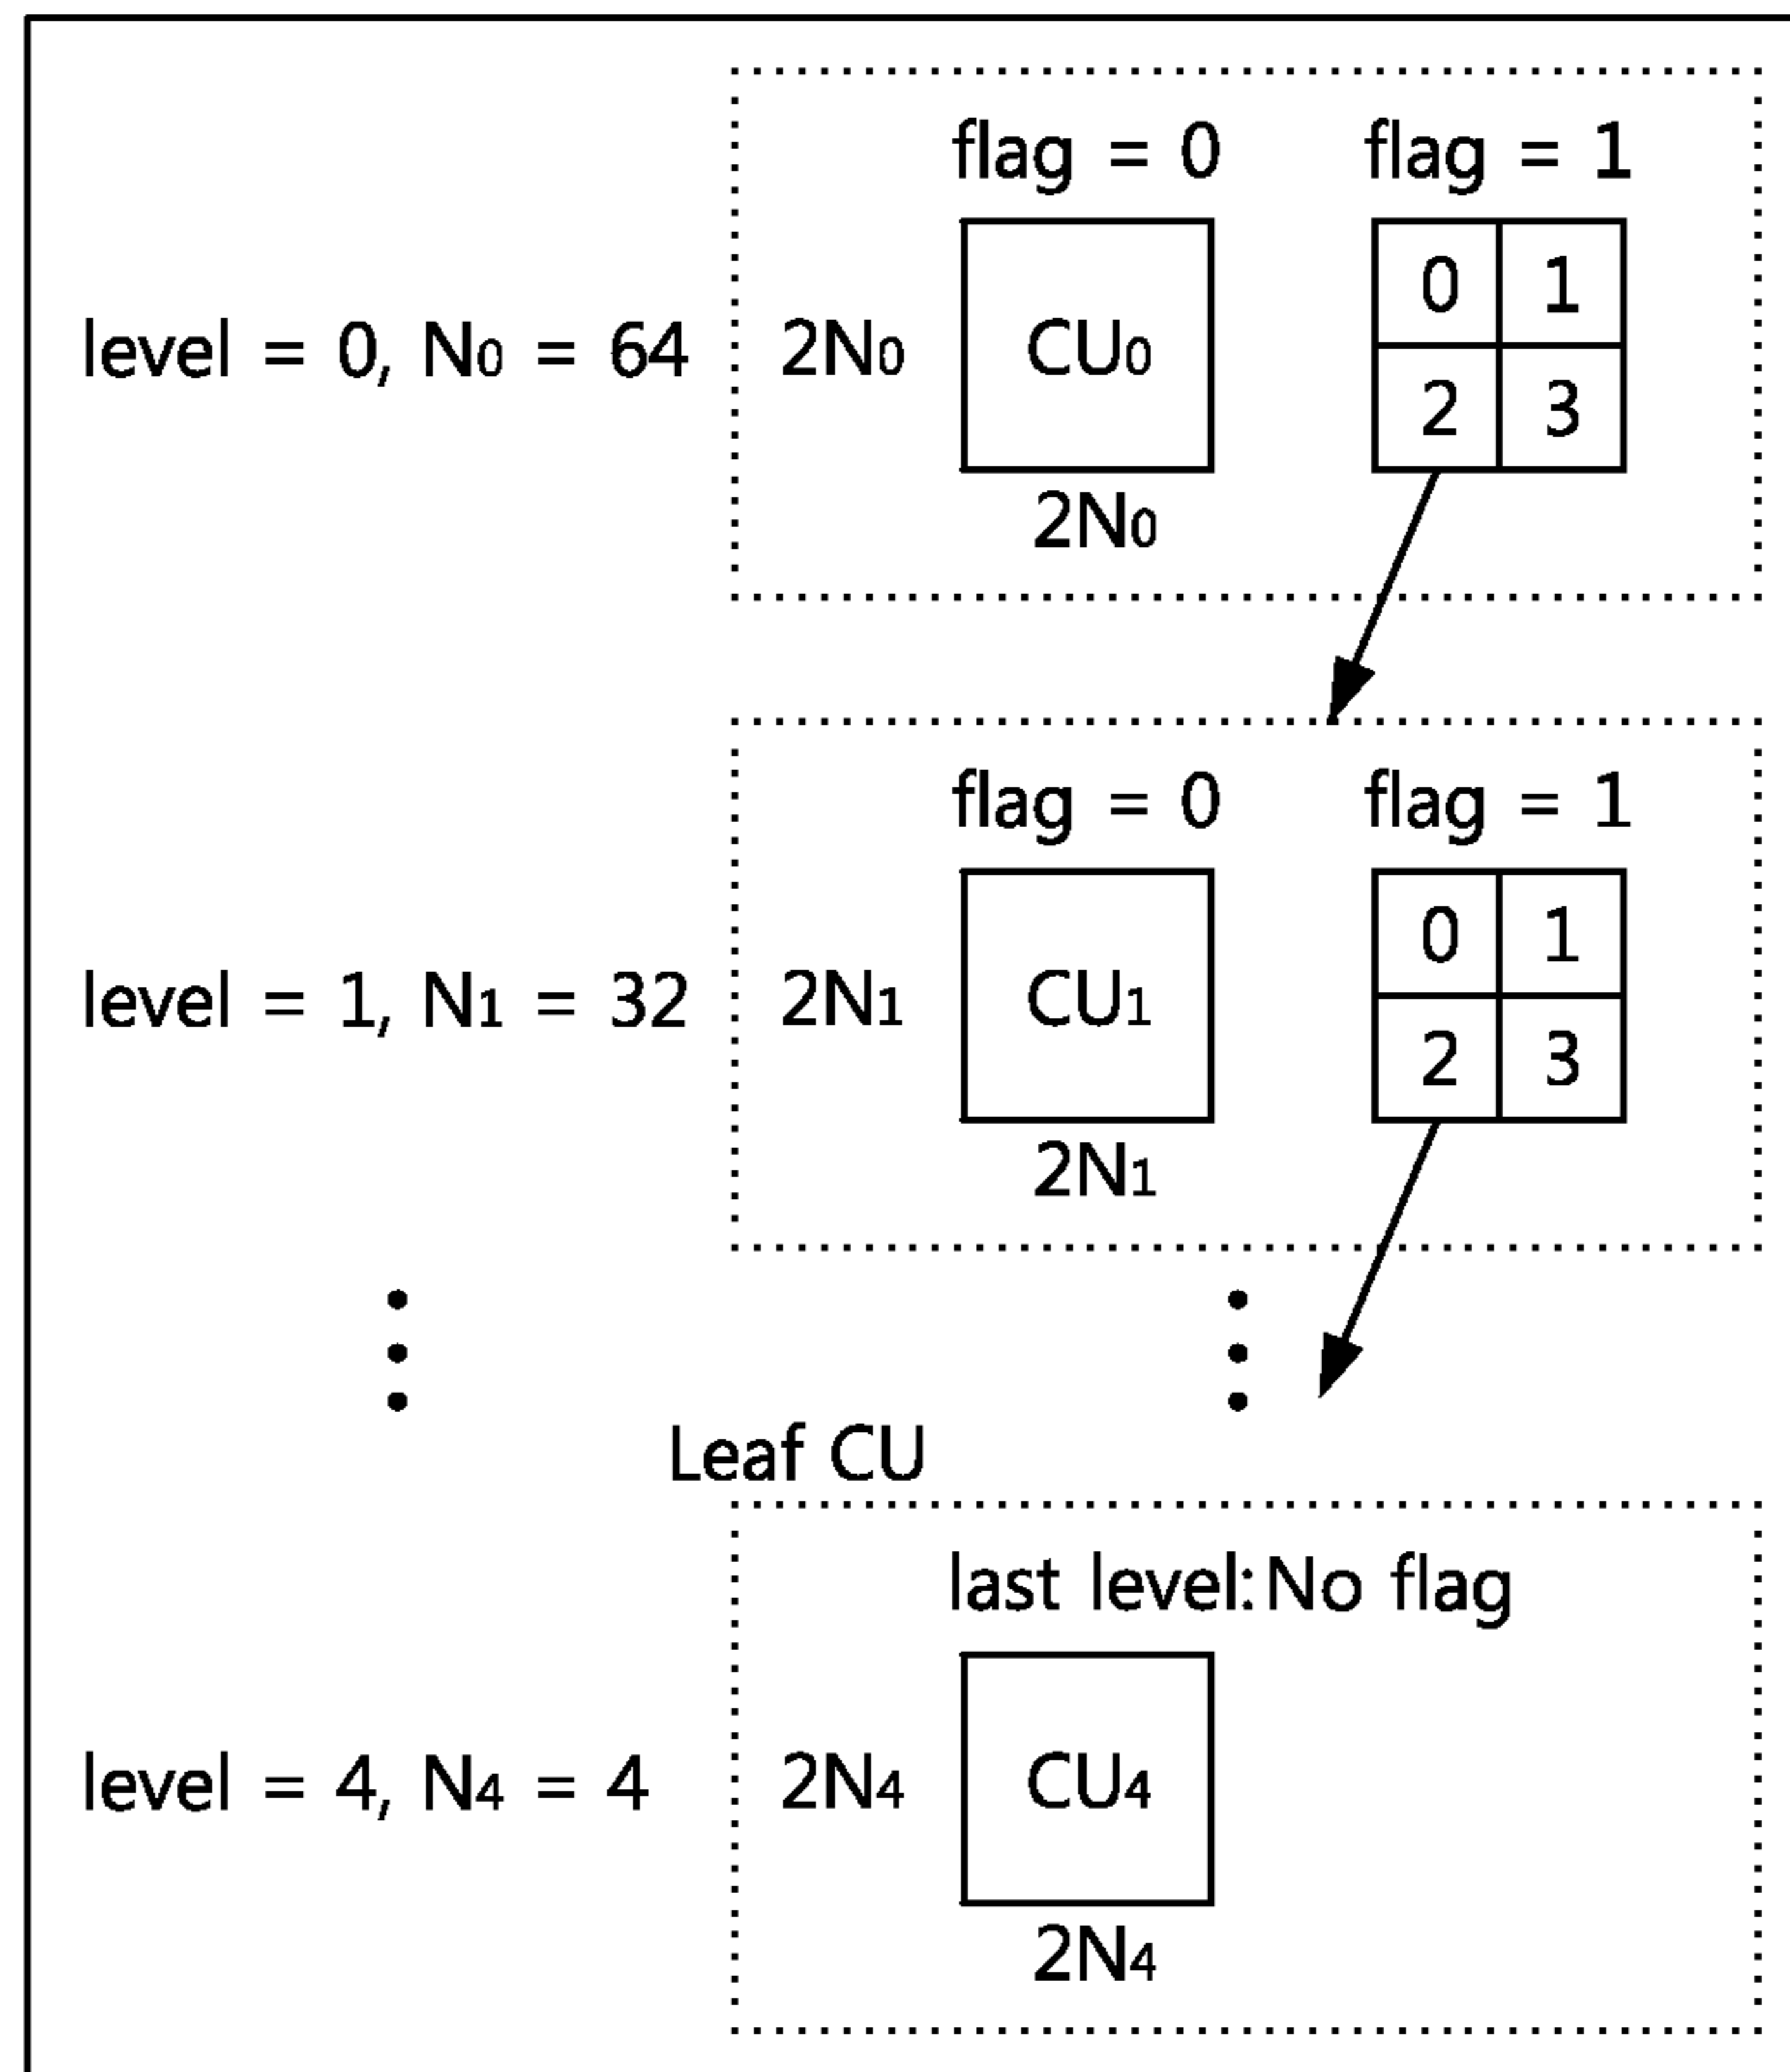 flag = 0 flag = 1
0 1
level = 0, N0 = 64 2N0 CU0
2 3
2N0
flag = 0 flag = 1
0 1
level = 1, N1 = 32 2N1 CU1
2 3
2N1
Leaf CU
last level:No flag
level = 4, N4 = 4 2N4 CU4
2N4